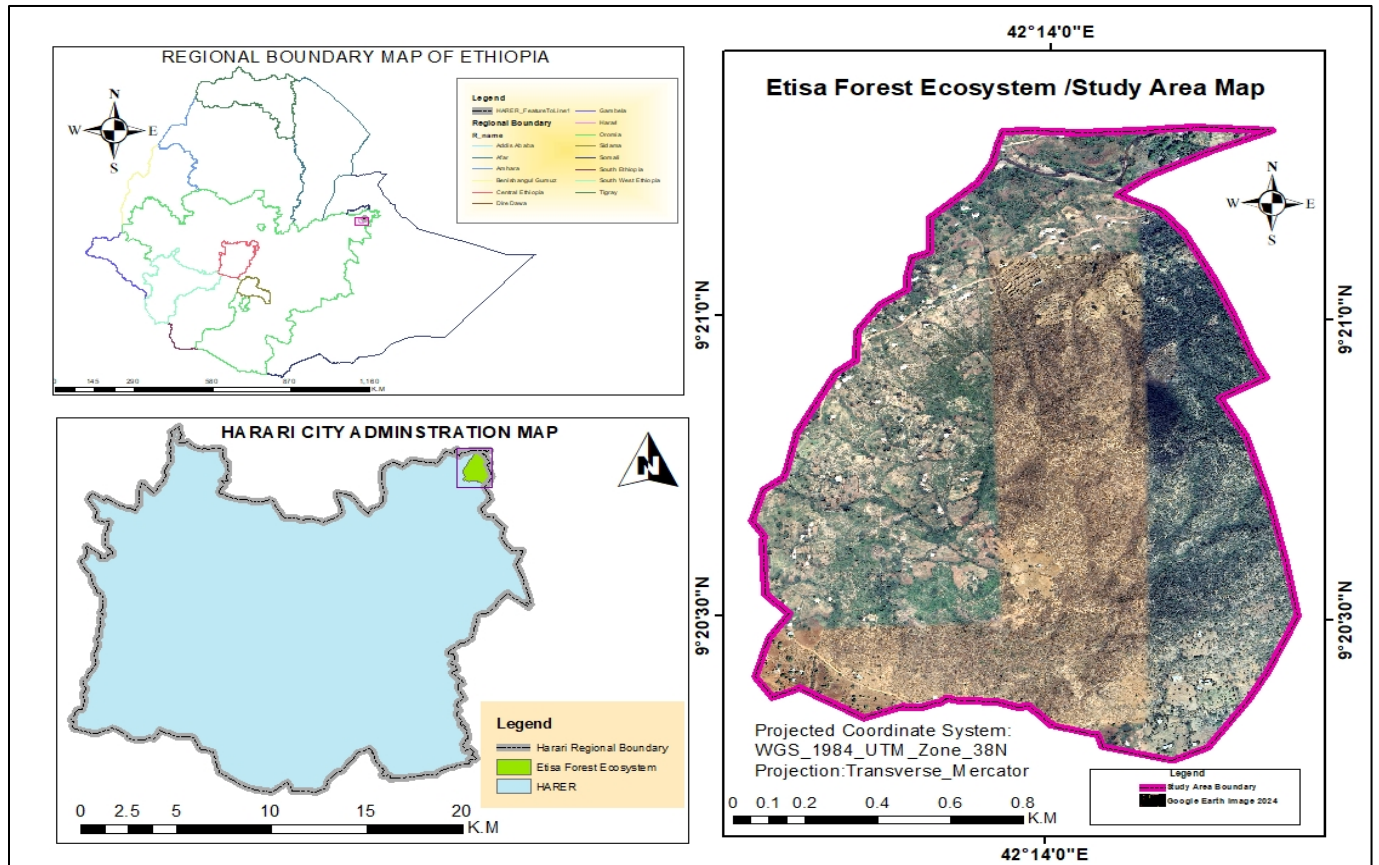 REGIONAL BOUNDARY MAP OF ETHIOPIA
N
W E
S
Legend
HARER_FeatureToLine1
Regional Boundary
R_name
Addis Ababa
Afar
Amhara
Benishangul Gumuz
Central Ethiopia
Dire Dawa
Gambela
Harari
Oromia
Sidama
Somali
South Ethiopia
South West Ethiopia
Tigray
0 145 290 580 870 1,160
K.M
HARARI CITY ADMINSTRATION MAP
N
Legend
Harari Regional Boundary
Etisa Forest Ecosystem
HARER
0 2.5 5 10 15 20
K.M
42°14'0"E
Etisa Forest Ecosystem /Study Area Map
N
W E
S
9°21'0"N
9°21'0"N
9°20'30"N
9°20'30"N
Projected Coordinate System:
WGS_1984_UTM_Zone_38N
Projection:Transverse_Mercator
0 0.1 0.2 0.4 0.6 0.8
K.M
Legend
Study Area Boundary
Google Earth Image 2024
42°14'0"E